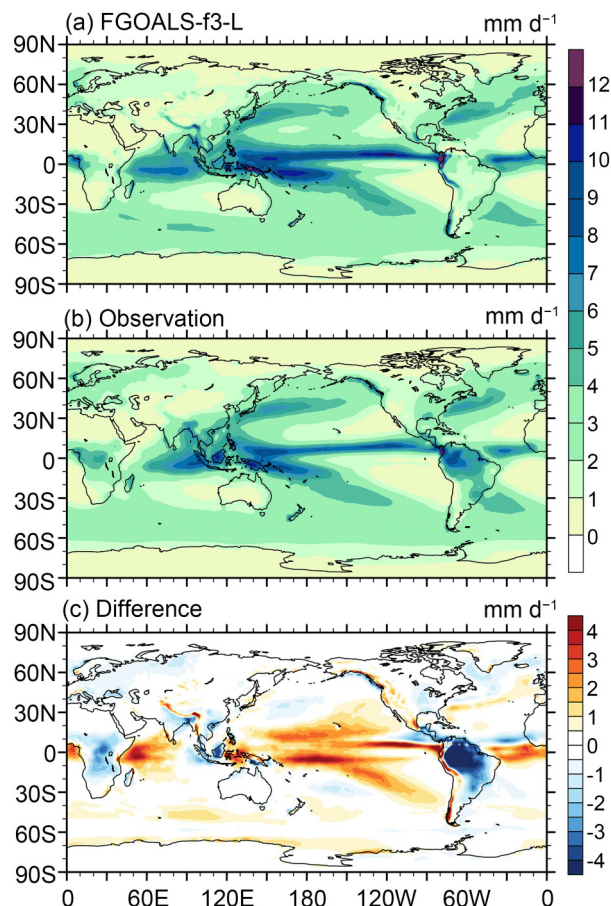 (a) FGOALS-f3-L mm d⁻¹
90N
60N
30N
0
30S
60S
90S
12
11
10
9
8
7
6
5
4
3
2
1
0
(b) Observation mm d⁻¹
90N
60N
30N
0
30S
60S
90S
(c) Difference mm d⁻¹
90N
60N
30N
0
30S
60S
90S
4
3
2
1
0
0
-1
-2
-3
-4
0 60E 120E 180 120W 60W 0